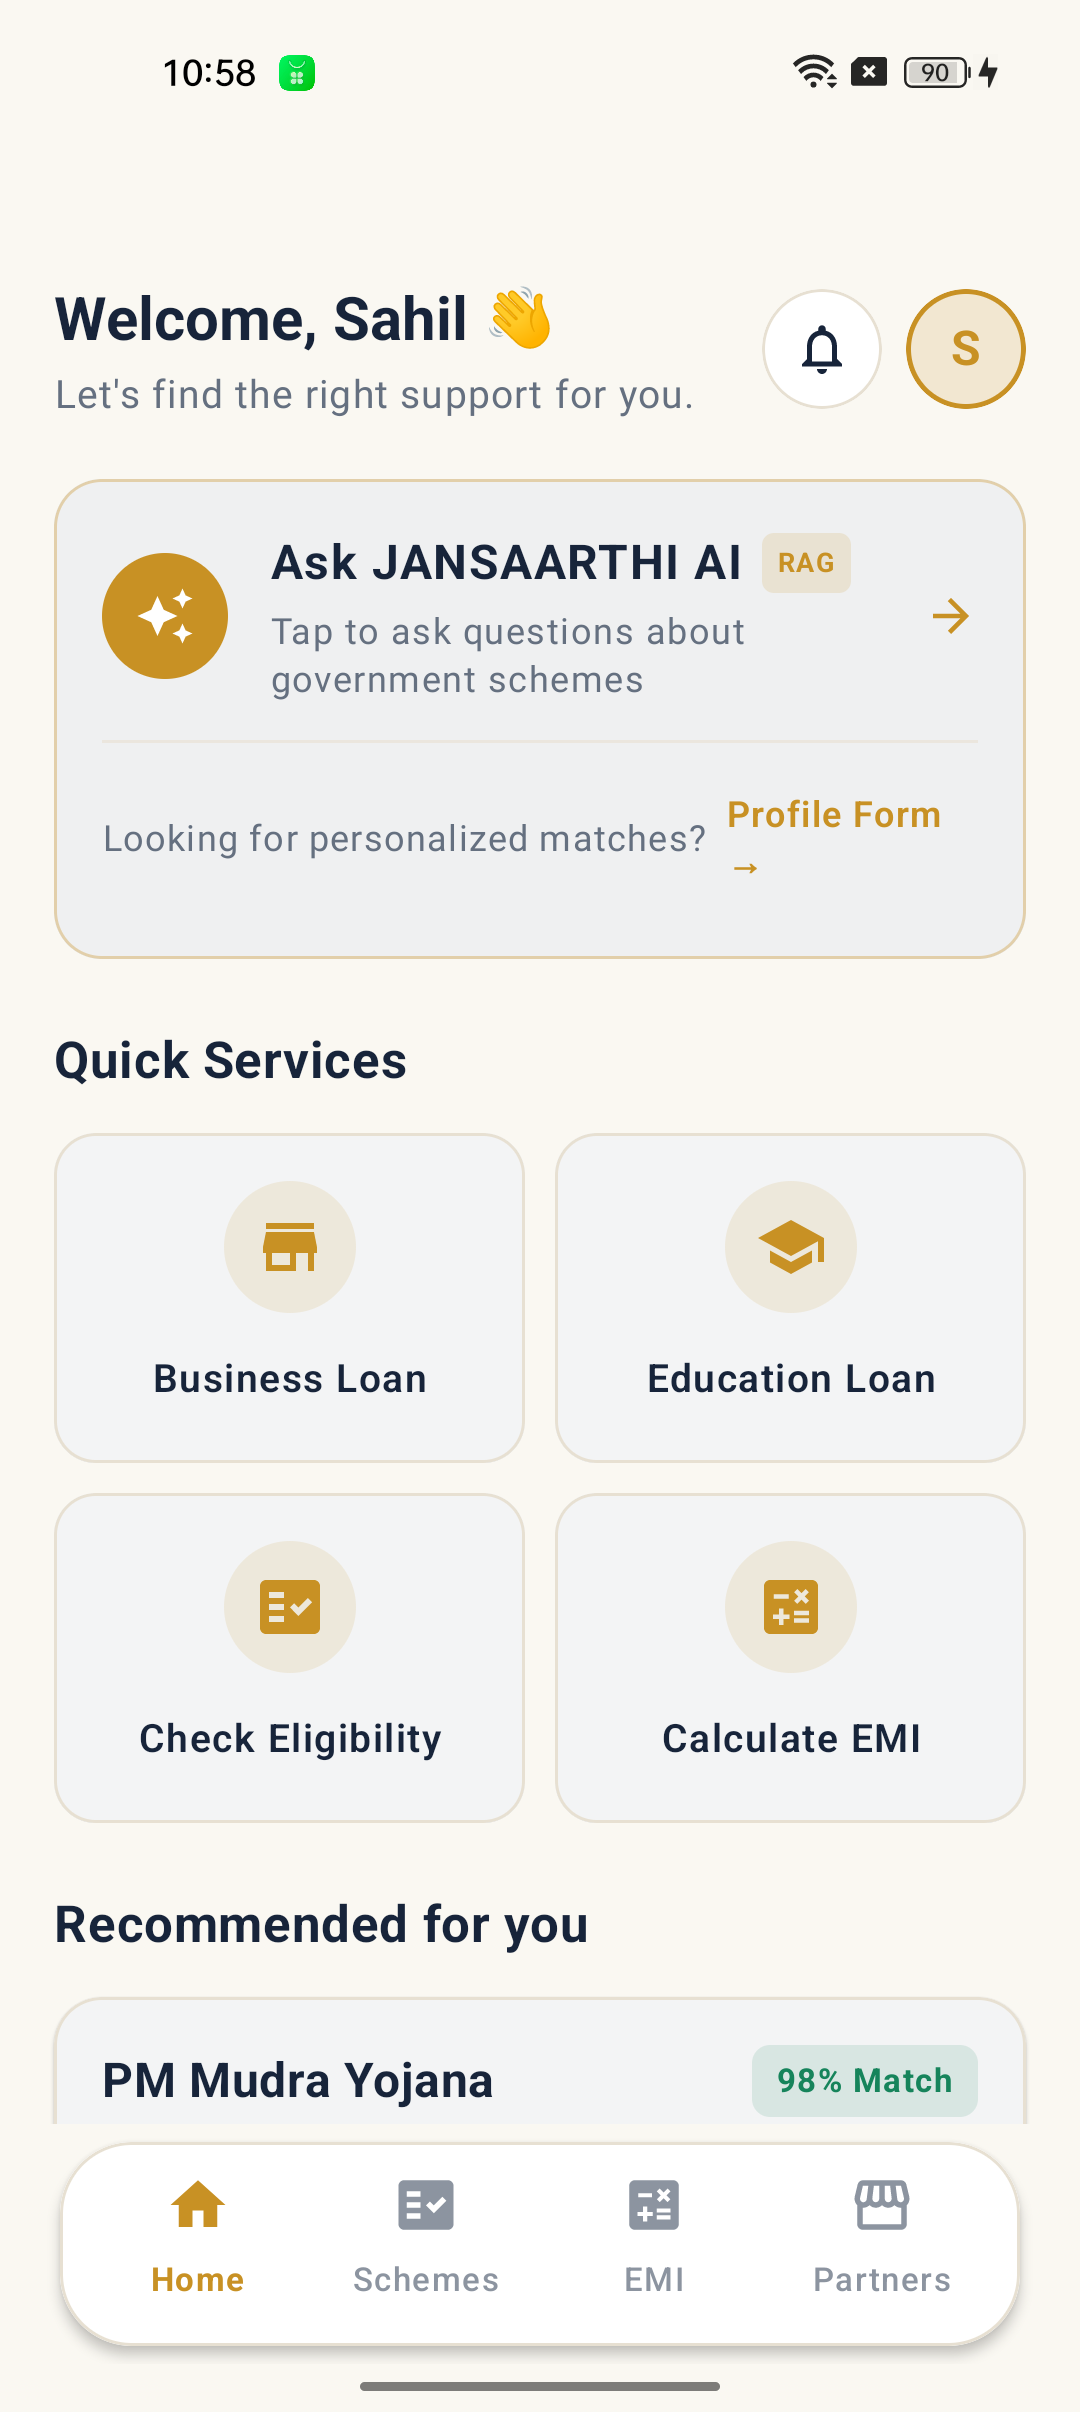 10:58
90
Welcome, Sahil 👋
Let's find the right support for you.
S
Ask JANSAARTHI AI
RAG
Tap to ask questions about
government schemes
Looking for personalized matches?
Profile Form
→
Quick Services
Business Loan
Education Loan
Check Eligibility
Calculate EMI
Recommended for you
PM Mudra Yojana
98% Match
Home
Schemes
EMI
Partners